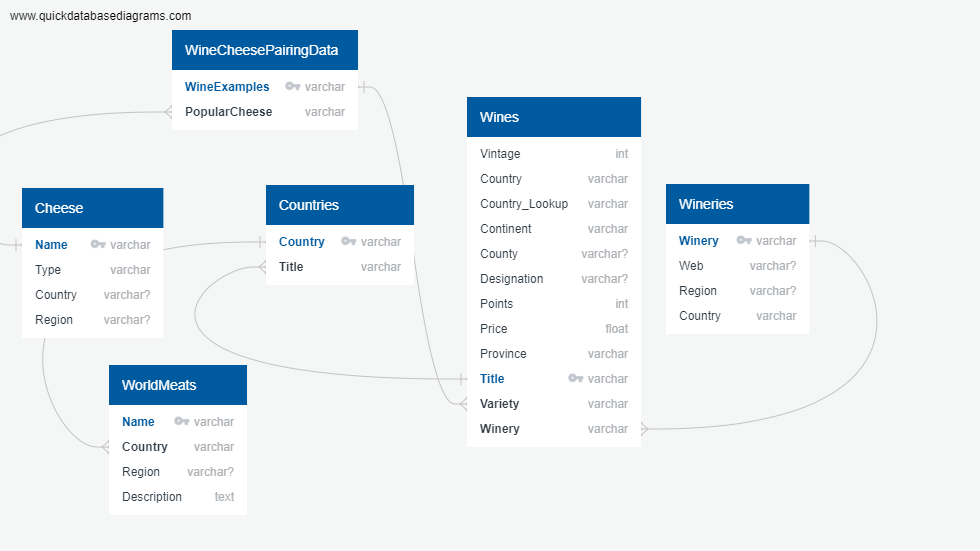 www.quickdatabasediagrams.com
WineCheesePairingData
WineExamples varchar
PopularCheese varchar
Cheese
Name varchar
Type varchar
Country varchar?
Region varchar?
Countries
Country varchar
Title varchar
WorldMeats
Name varchar
Country varchar
Region varchar?
Description text
Wines
Vintage int
Country varchar
Country_Lookup varchar
Continent varchar
County varchar?
Designation varchar?
Points int
Price float
Province varchar
Title varchar
Variety varchar
Winery varchar
Wineries
Winery varchar
Web varchar?
Region varchar?
Country varchar